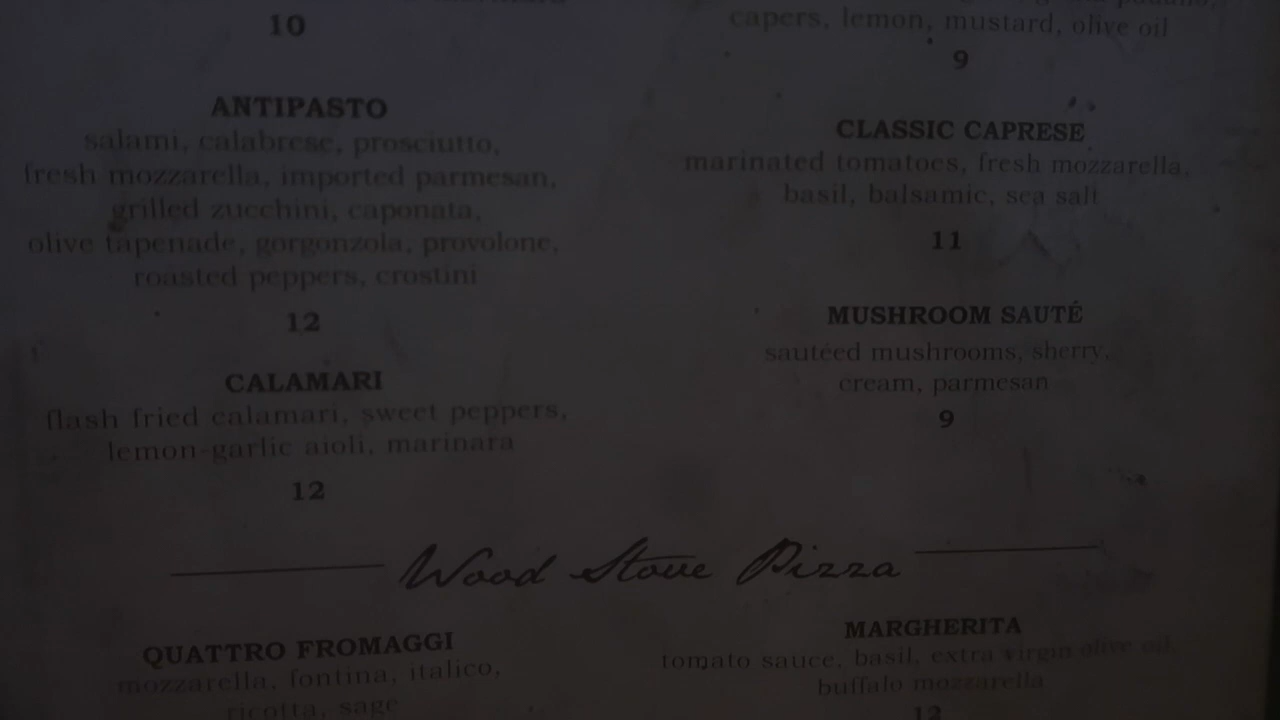 10
ANTIPASTO
salami, calabrese, prosciutto,
fresh mozzarella, imported parmesan,
grilled zucchini, caponata,
olive tapenade, gorgonzola, provolone,
roasted peppers, crostini
12
CALAMARI
flash fried calamari, sweet peppers,
lemon-garlic aioli, marinara
12
capers, lemon, mustard, olive oil
9
CLASSIC CAPRESE
marinated tomatoes, fresh mozzarella,
basil, balsamic, sea salt
11
MUSHROOM SAUTÉ
sautéed mushrooms, sherry,
cream, parmesan
9
Wood Stove Pizza
QUATTRO FROMAGGI
mozzarella, fontina, italico,
ricotta, sage
MARGHERITA
tomato sauce, basil, extra virgin olive oil,
buffalo mozzarella
12